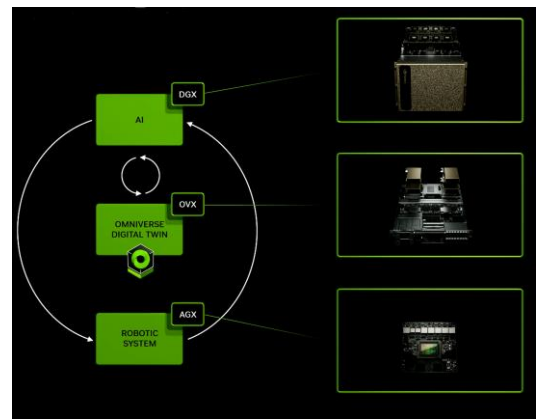 DGX
AI
OVX
OMNIVERSE
DIGITAL TWIN
AGX
ROBOTIC
SYSTEM